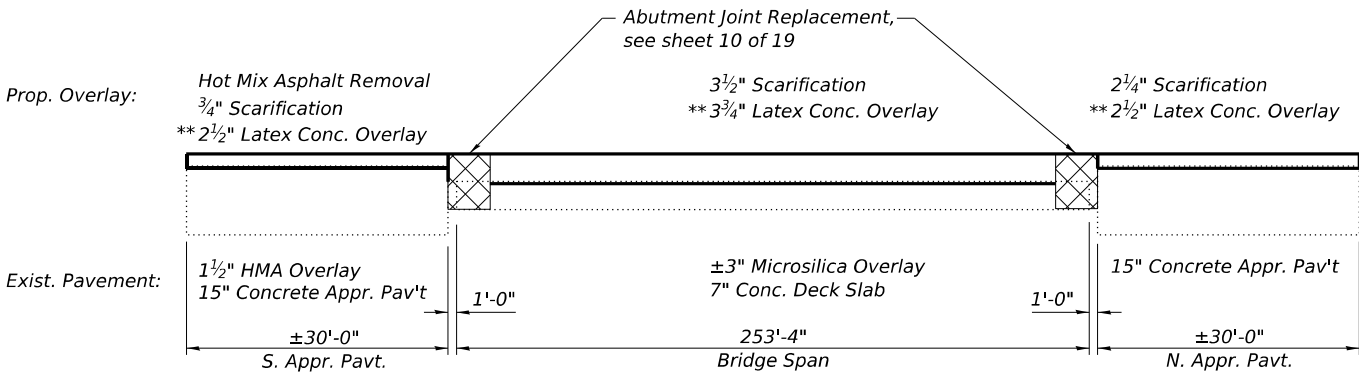 Abutment Joint Replacement,
see sheet 10 of 19
Prop. Overlay:
Hot Mix Asphalt Removal
¾" Scarification
** 2½" Latex Conc. Overlay
3½" Scarification
** 3¾" Latex Conc. Overlay
2¼" Scarification
** 2½" Latex Conc. Overlay
Exist. Pavement:
1½" HMA Overlay
15" Concrete Appr. Pav't
±3" Microsilica Overlay
7" Conc. Deck Slab
15" Concrete Appr. Pav't
1'-0"
1'-0"
±30'-0"
S. Appr. Pavt.
253'-4"
Bridge Span
±30'-0"
N. Appr. Pavt.